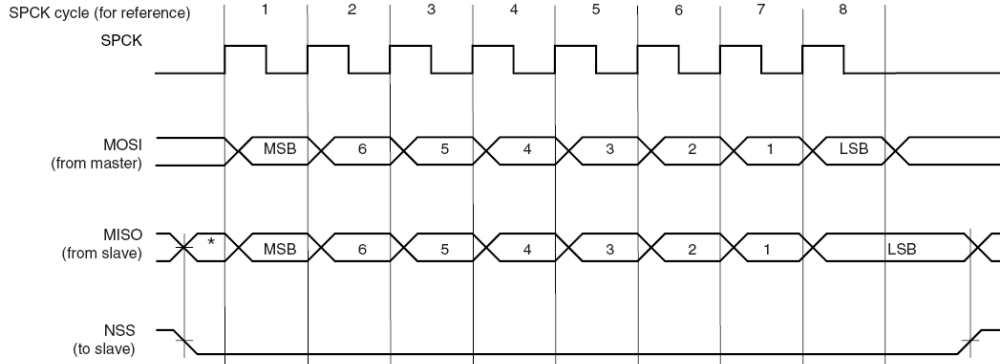 SPCK cycle (for reference) 1 2 3 4 5 6 7 8
SPCK
MOSI
(from master)
MSB 6 5 4 3 2 1 LSB
MISO
(from slave)
* MSB 6 5 4 3 2 1 LSB
NSS
(to slave)